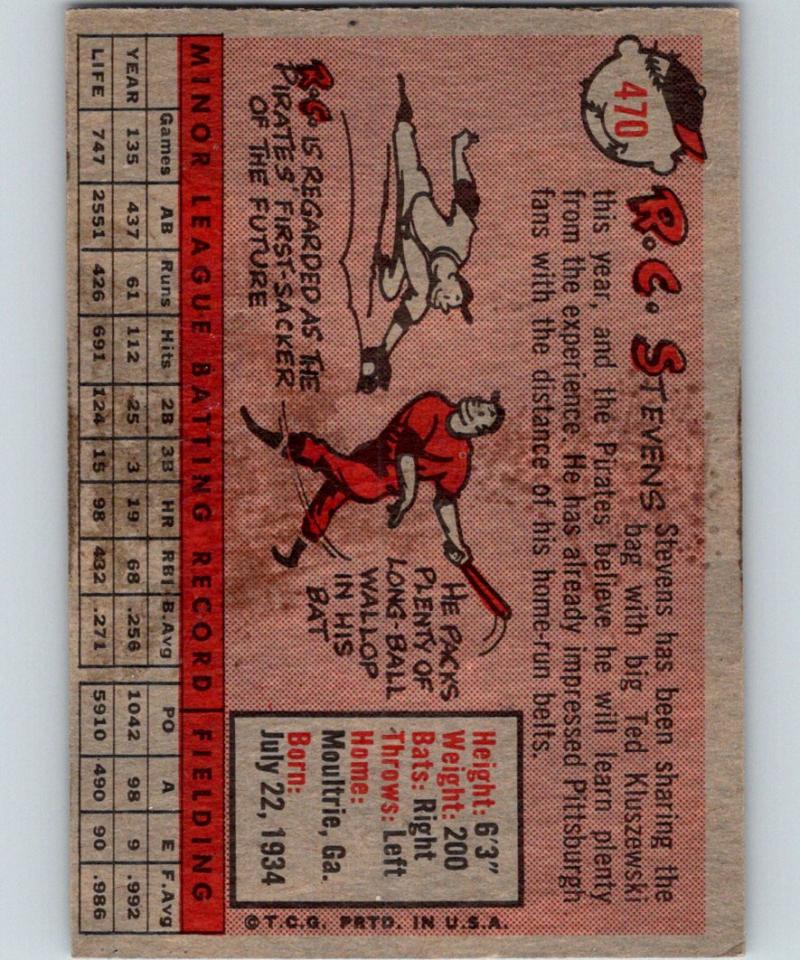 470
R.C. STEVENS
Stevens has been sharing the
bag with big Ted Kluszewski
this year, and the Pirates believe he will learn plenty
from the experience. He has already impressed Pittsburgh
fans with the distance of his home-run belts.
R.C. IS REGARDED AS THE
PIRATES' FIRST-SACKER
OF THE FUTURE
HE PACKS
PLENTY OF
LONG-BALL
WALLOP
IN HIS
BAT
Height: 6'3"
Weight: 200
Bats: Right
Throws: Left
Home:
Moultrie, Ga.
Born:
July 22, 1934
© T.C.G. PRTD. IN U.S.A.
MINOR LEAGUE BATTING RECORD FIELDING
Games AB Runs Hits 2B 3B HR RBI B.Avg PO A E F.Avg
YEAR 135 437 61 112 25 3 19 68 .256 1042 98 9 .992
LIFE 747 2551 426 691 124 15 98 432 .271 5910 490 90 .986